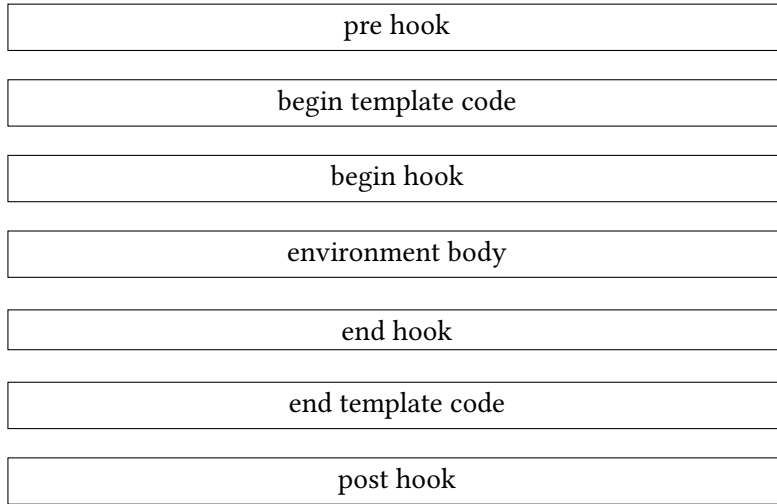 pre hook
begin template code
begin hook
environment body
end hook
end template code
post hook